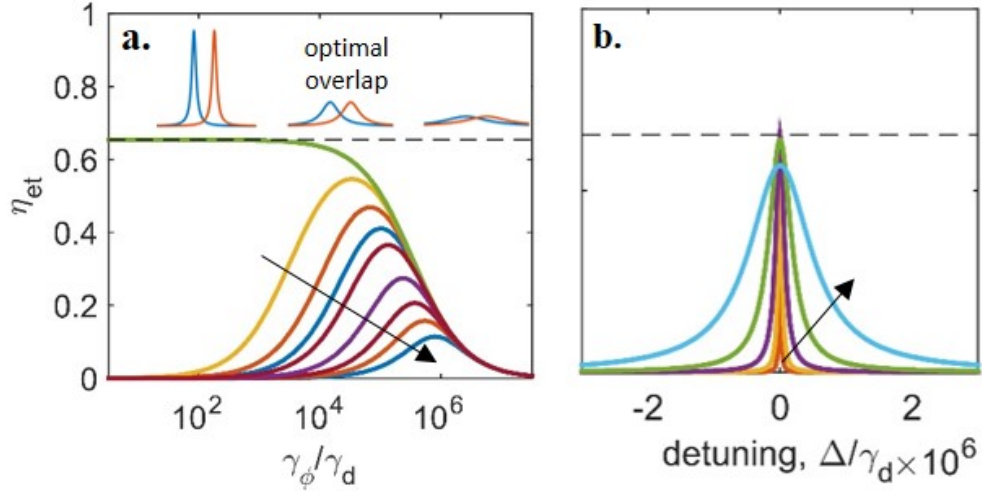 a.
optimal
overlap
1
0.8
0.6
0.4
0.2
0
η_et
10^2
10^4
10^6
γ_ϕ/γ_d
b.
-2
0
2
detuning, Δ/γ_d×10^6